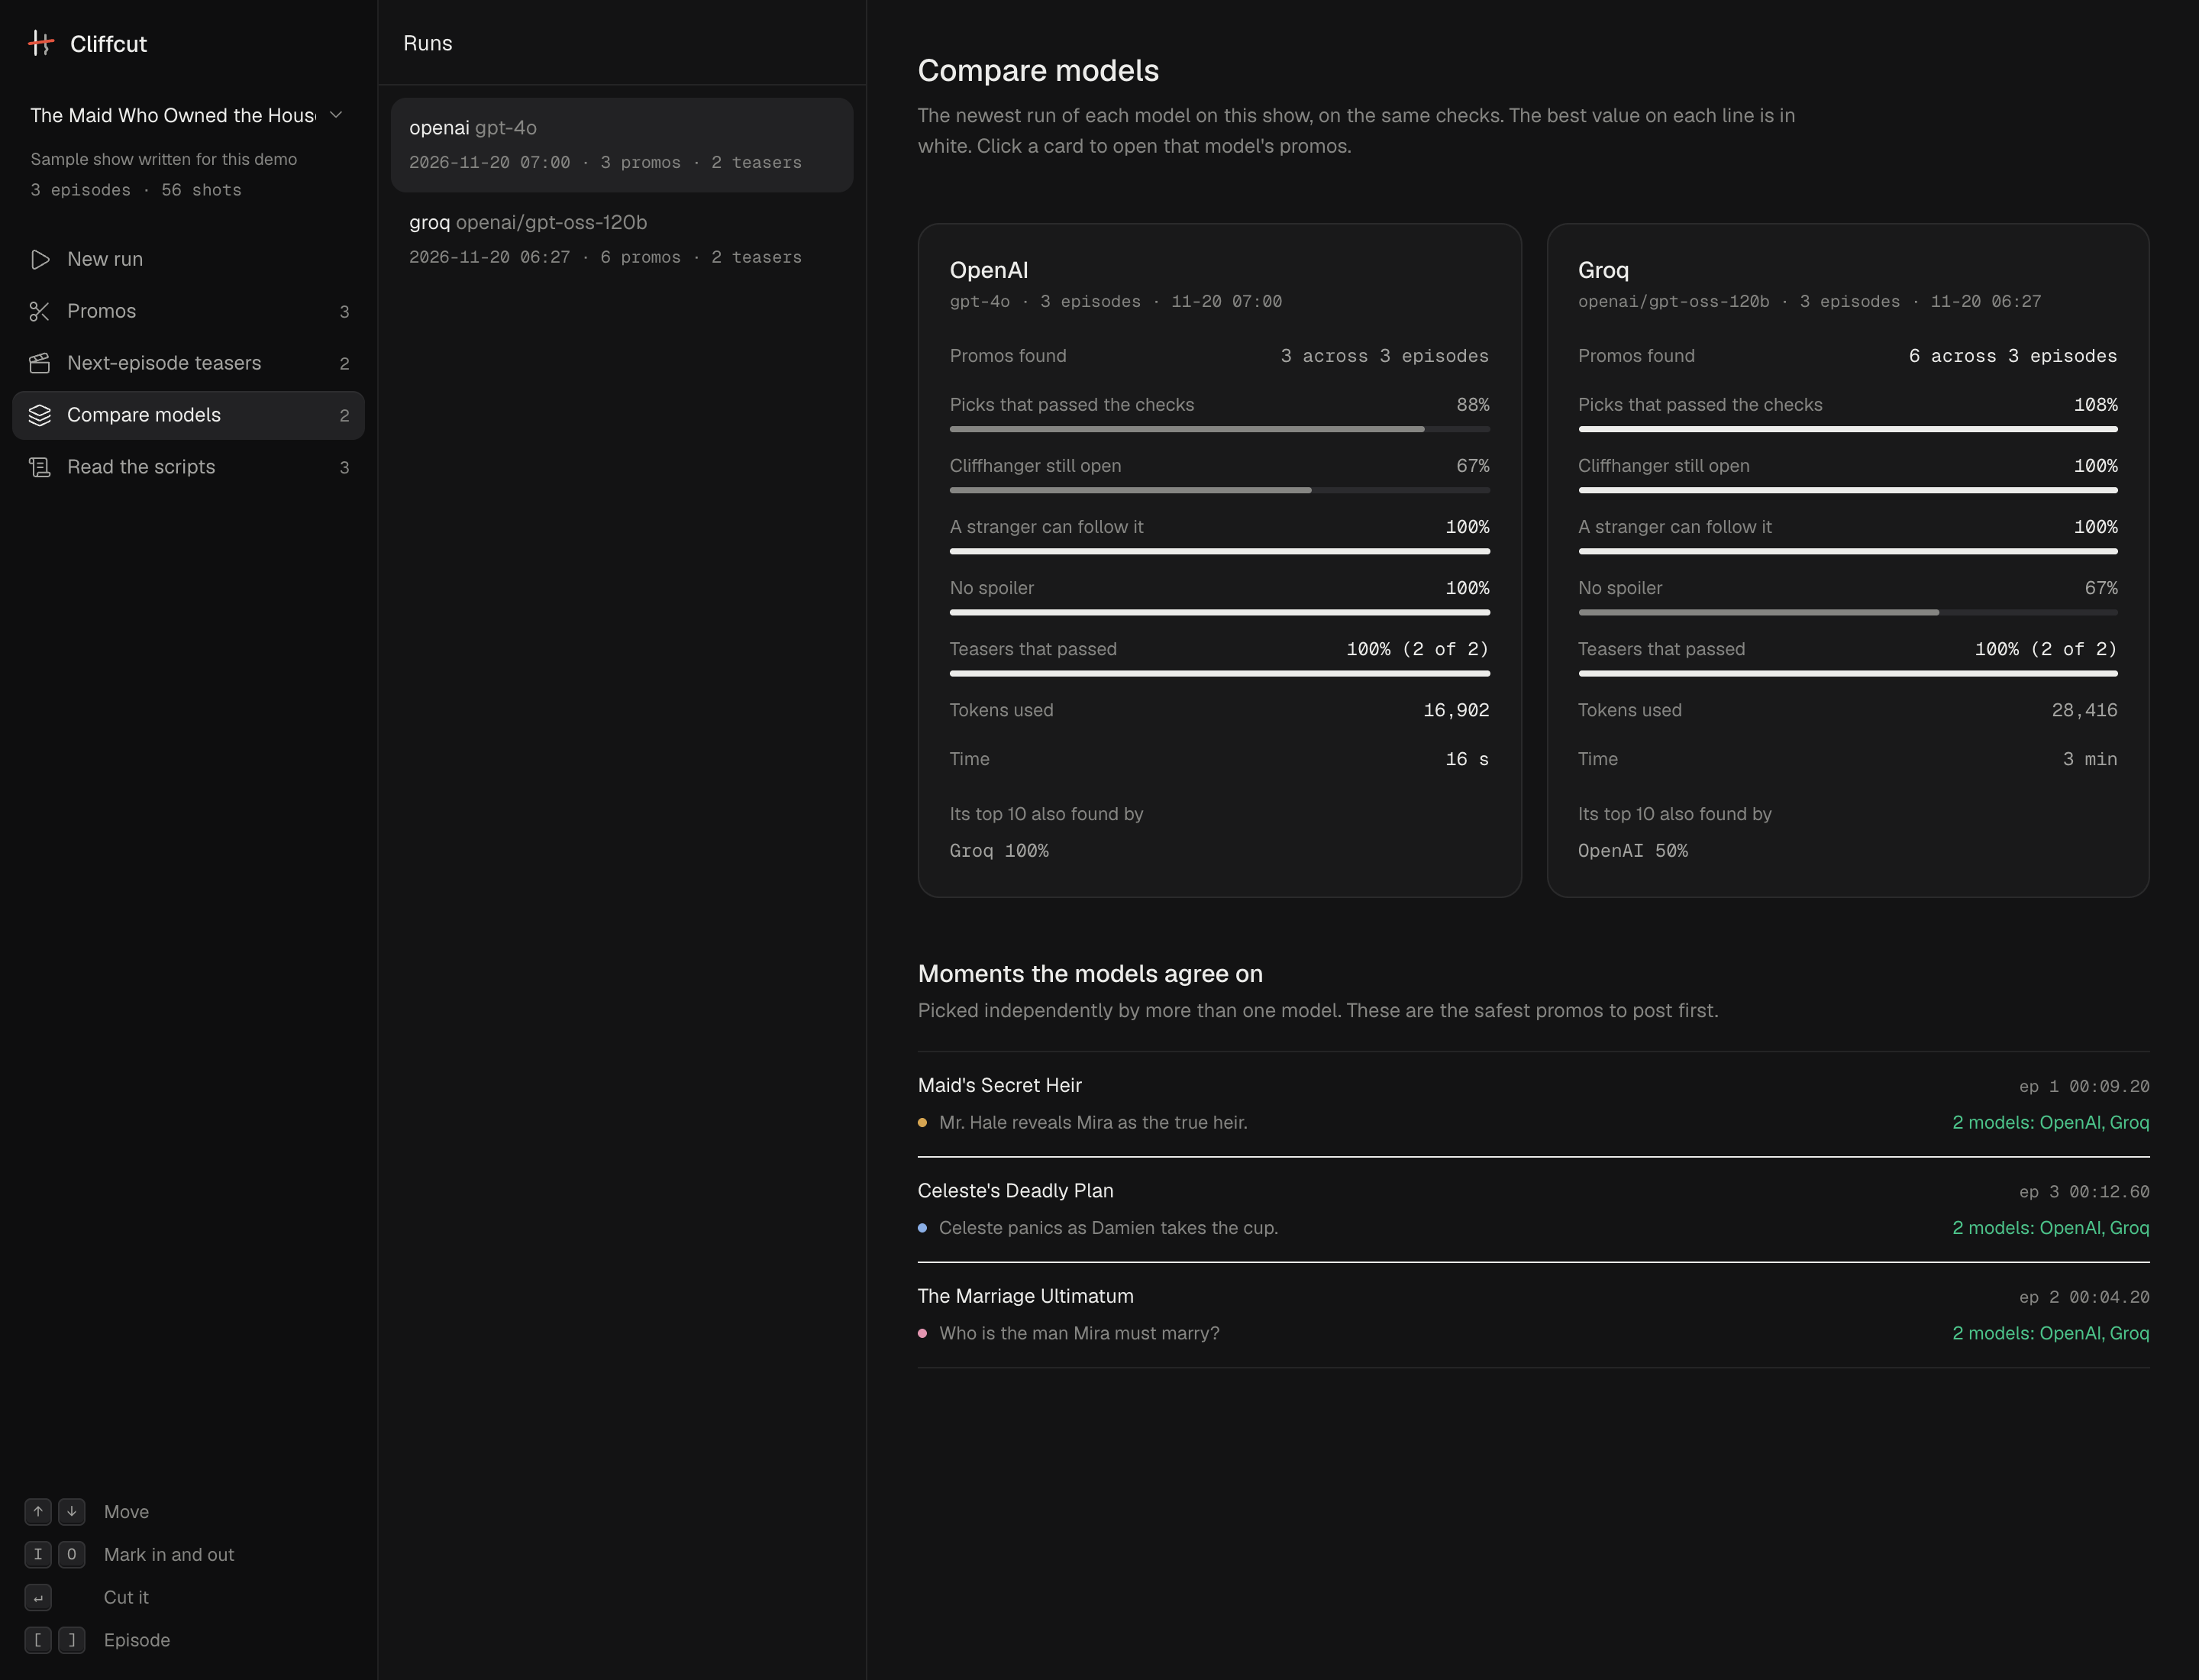 Cliffcut
The Maid Who Owned the Hous
Sample show written for this demo
3 episodes · 56 shots
New run
Promos 3
Next-episode teasers 2
Compare models 2
Read the scripts 3
↑ ↓ Move
I O Mark in and out
↵ Cut it
[ ] Episode
Runs
openai gpt-4o
2026-11-20 07:00 · 3 promos · 2 teasers
groq openai/gpt-oss-120b
2026-11-20 06:27 · 6 promos · 2 teasers
Compare models
The newest run of each model on this show, on the same checks. The best value on each line is in
white. Click a card to open that model's promos.
OpenAI
gpt-4o · 3 episodes · 11-20 07:00
Promos found 3 across 3 episodes
Picks that passed the checks 88%
Cliffhanger still open 67%
A stranger can follow it 100%
No spoiler 100%
Teasers that passed 100% (2 of 2)
Tokens used 16,902
Time 16 s
Its top 10 also found by
Groq 100%
Groq
openai/gpt-oss-120b · 3 episodes · 11-20 06:27
Promos found 6 across 3 episodes
Picks that passed the checks 108%
Cliffhanger still open 100%
A stranger can follow it 100%
No spoiler 67%
Teasers that passed 100% (2 of 2)
Tokens used 28,416
Time 3 min
Its top 10 also found by
OpenAI 50%
Moments the models agree on
Picked independently by more than one model. These are the safest promos to post first.
Maid's Secret Heir ep 1 00:09.20
Mr. Hale reveals Mira as the true heir. 2 models: OpenAI, Groq
Celeste's Deadly Plan ep 3 00:12.60
Celeste panics as Damien takes the cup. 2 models: OpenAI, Groq
The Marriage Ultimatum ep 2 00:04.20
Who is the man Mira must marry? 2 models: OpenAI, Groq